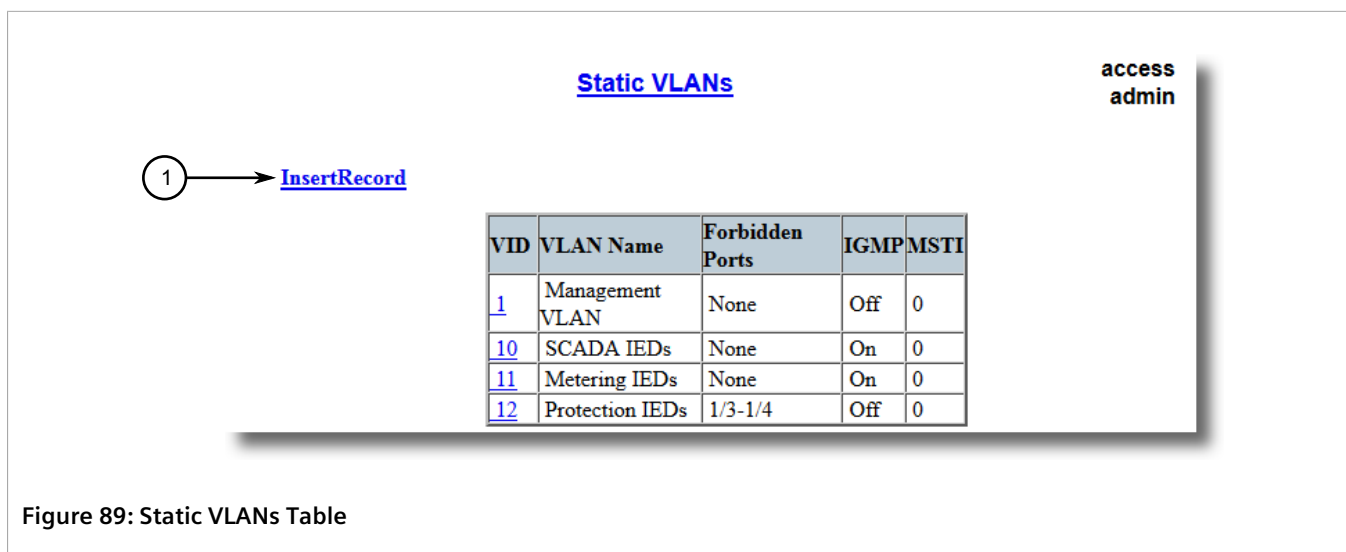 Static VLANs
access
admin
1
InsertRecord
VID VLAN Name Forbidden Ports IGMP MSTI
1 Management VLAN None Off 0
10 SCADA IEDs None On 0
11 Metering IEDs None On 0
12 Protection IEDs 1/3-1/4 Off 0
Figure 89: Static VLANs Table